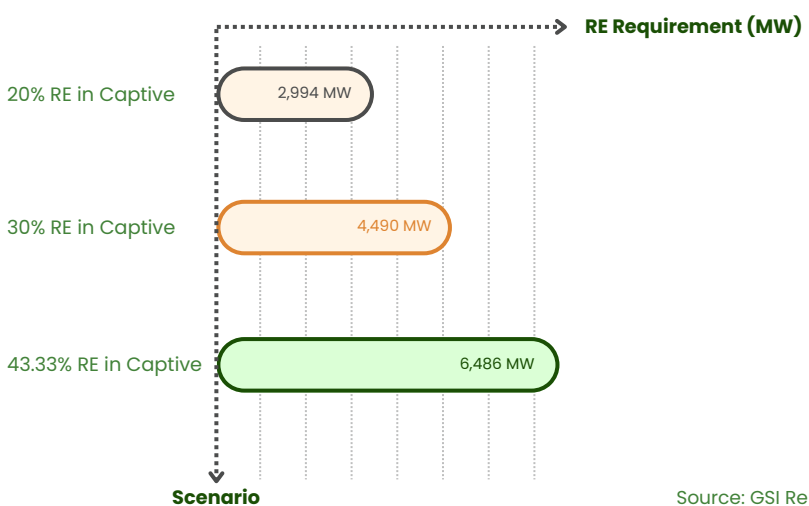 RE Requirement (MW)
20% RE in Captive
2,994 MW
30% RE in Captive
4,490 MW
43.33% RE in Captive
6,486 MW
Scenario
Source: GSI Re